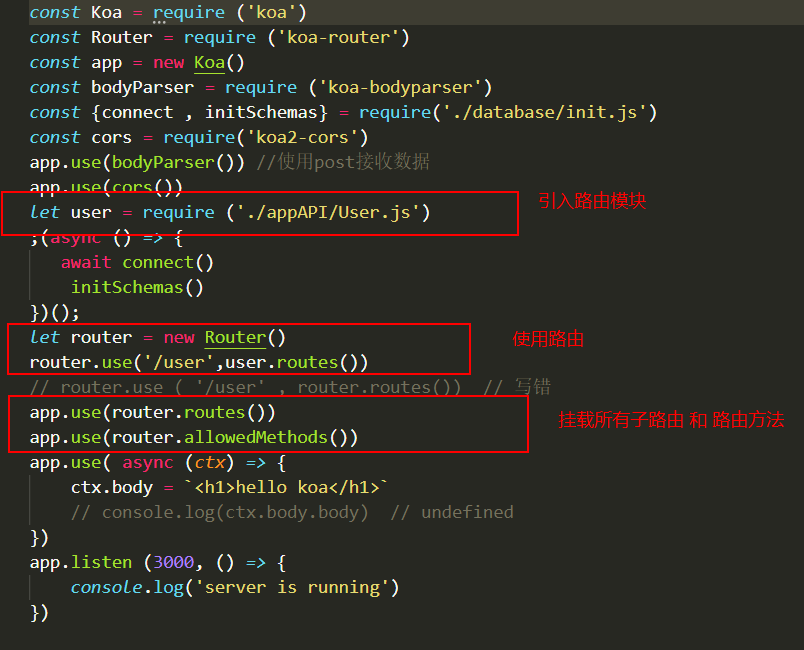 const Koa = require ('koa')
const Router = require ('koa-router')
const app = new Koa()
const bodyParser = require ('koa-bodyparser')
const {connect , initSchemas} = require('./database/init.js')
const cors = require('koa2-cors')
app.use(bodyParser()) //使用post接收数据
app.use(cors())
let user = require ('./appAPI/User.js')
引入路由模块
;(async () => {
await connect()
initSchemas()
})();
let router = new Router()
使用路由
router.use('/user',user.routes())
// router.use ( '/user' , router.routes()) // 写错
app.use(router.routes())
挂载所有子路由 和 路由方法
app.use(router.allowedMethods())
app.use( async (ctx) => {
ctx.body = `<h1>hello koa</h1>`
// console.log(ctx.body.body) // undefined
})
app.listen (3000, () => {
console.log('server is running')
})